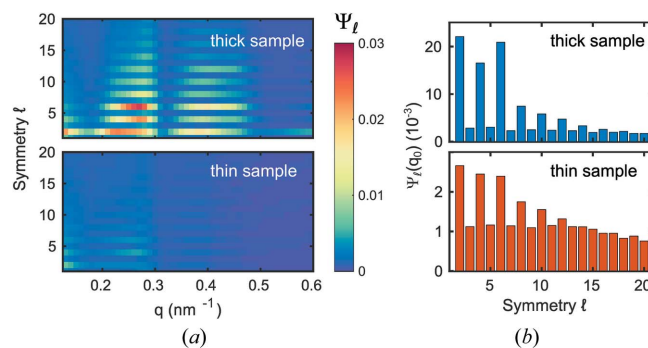 20
15
10
5
thick sample
20
15
10
5
thin sample
Symmetry ℓ
0.2 0.3 0.4 0.5 0.6
q (nm ⁻¹)
Ψℓ
0.03
0.02
0.01
0
(a)
20
10
0
thick sample
2
1
0
thin sample
Ψℓ(q₀) (10⁻³)
5 10 15 20
Symmetry ℓ
(b)